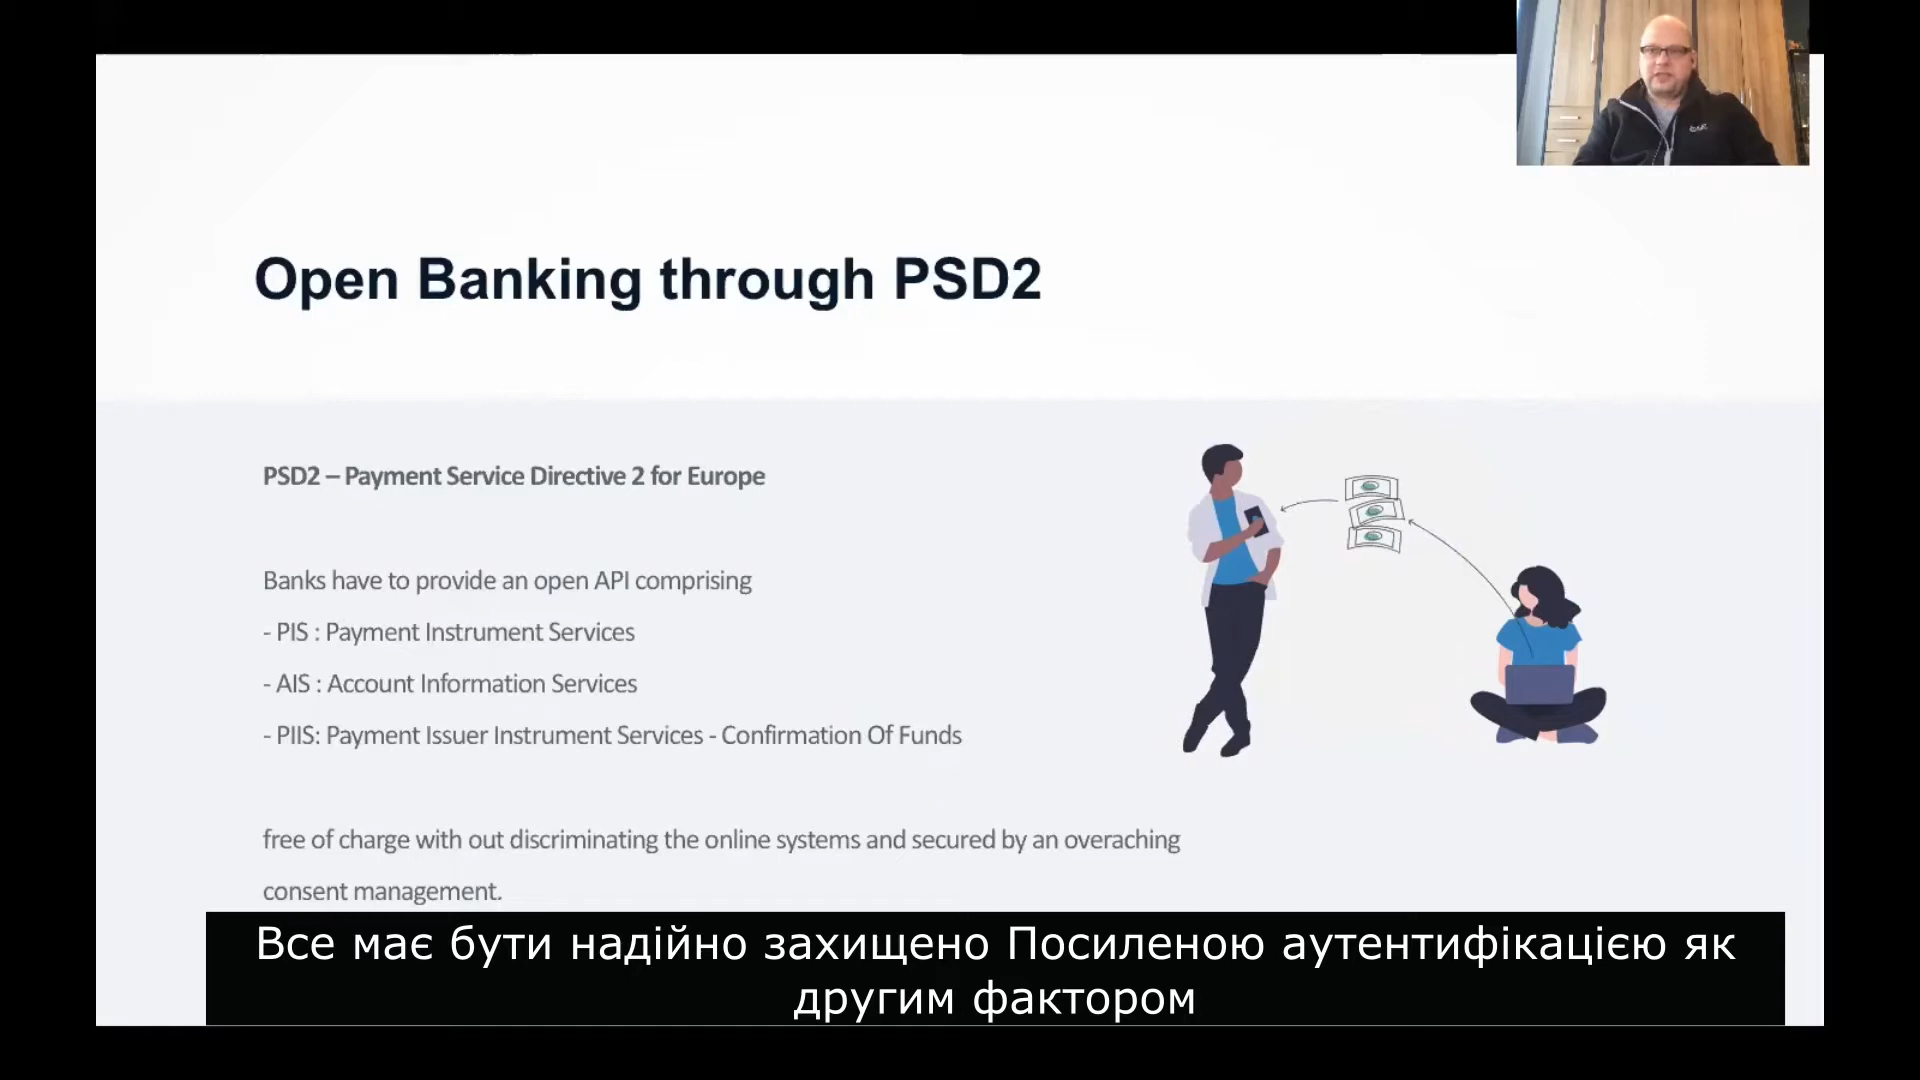 Open Banking through PSD2
PSD2 – Payment Service Directive 2 for Europe
Banks have to provide an open API comprising
- PIS : Payment Instrument Services
- AIS : Account Information Services
- PIIS: Payment Issuer Instrument Services - Confirmation Of Funds
free of charge with out discriminating the online systems and secured by an overaching
consent management.
Все має бути надійно захищено Посиленою аутентифікацією як
другим фактором